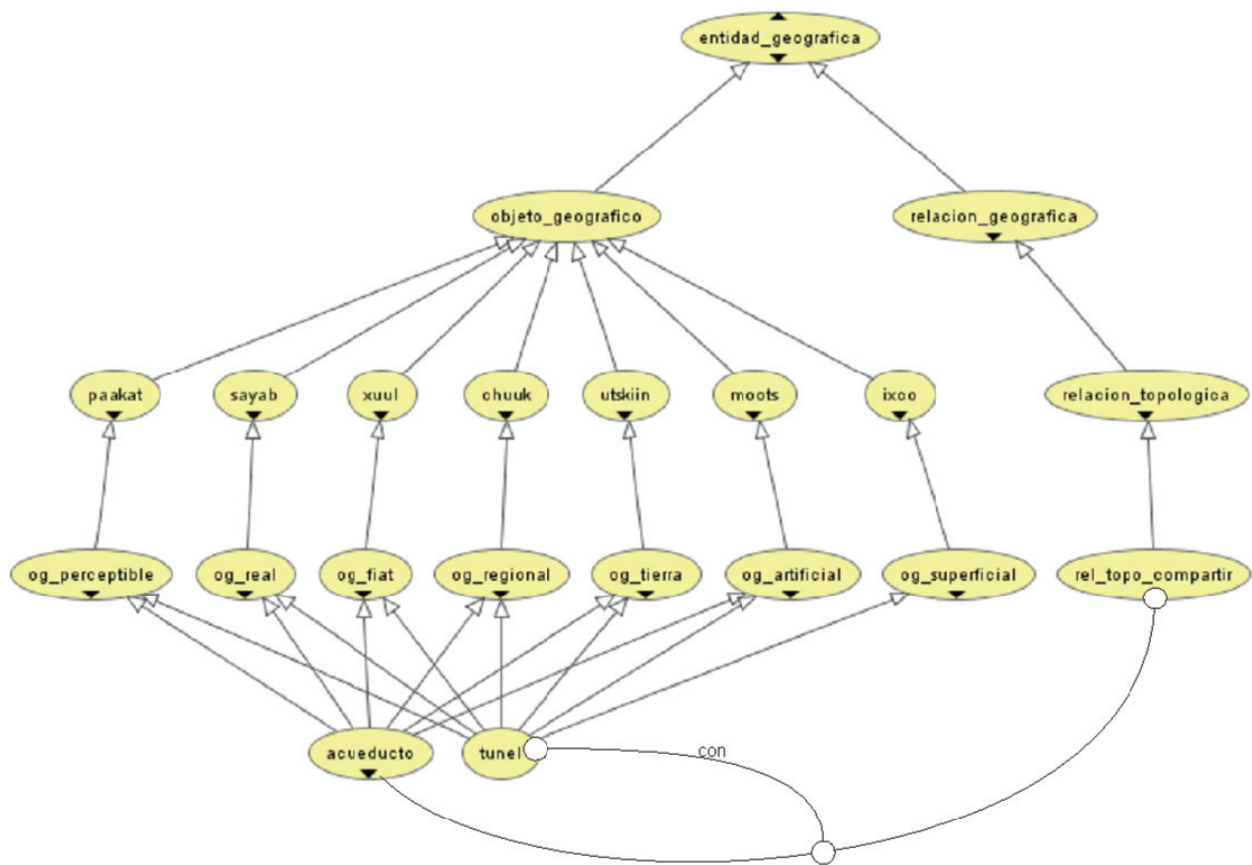 entidad_geografica
objeto_geografico
relacion_geografica
paakat
sayab
xuul
chuuk
utskiin
moots
ixco
relacion_topologica
og_perceptible
og_real
og_fiat
og_regional
og_tierra
og_artificial
og_superficial
rel_topo_compartir
acueducto
tunel
con